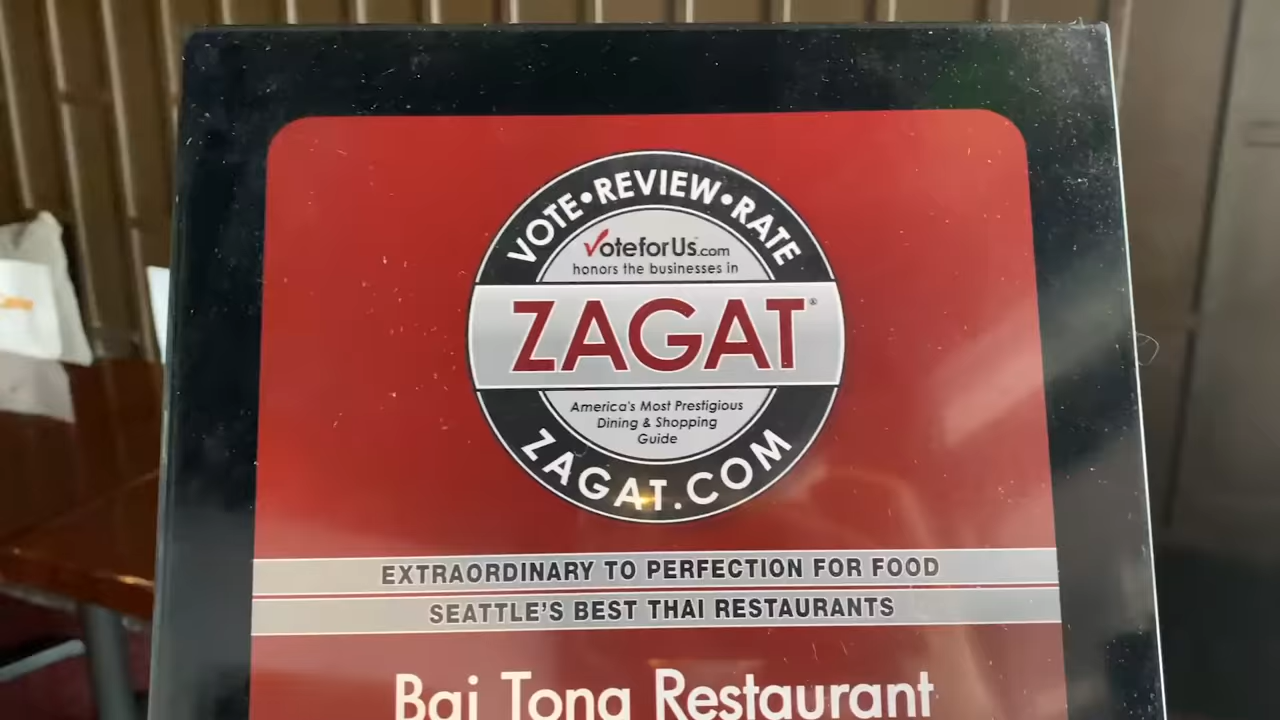 VOTE•REVIEW•RATE
VoteforUs.com
honors the businesses in
ZAGAT®
America's Most Prestigious
Dining & Shopping
Guide
ZAGAT.COM
EXTRAORDINARY TO PERFECTION FOR FOOD
SEATTLE'S BEST THAI RESTAURANTS
Bai Tong Restaurant